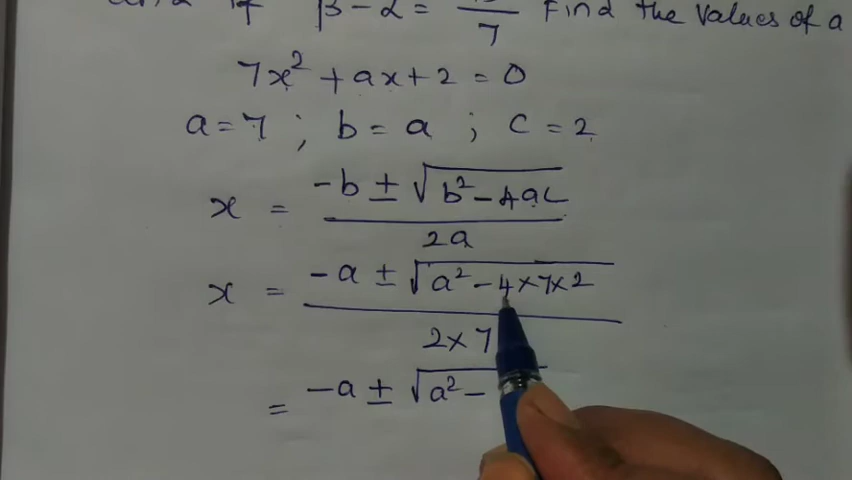 If β - α = 7 Find the values of a
7x² + ax + 2 = 0
a = 7 ; b = a ; c = 2
x = -b ± √b² - 4ac / 2a
x = -a ± √a² - 4×7×2 / 2×7
= -a ± √a² -